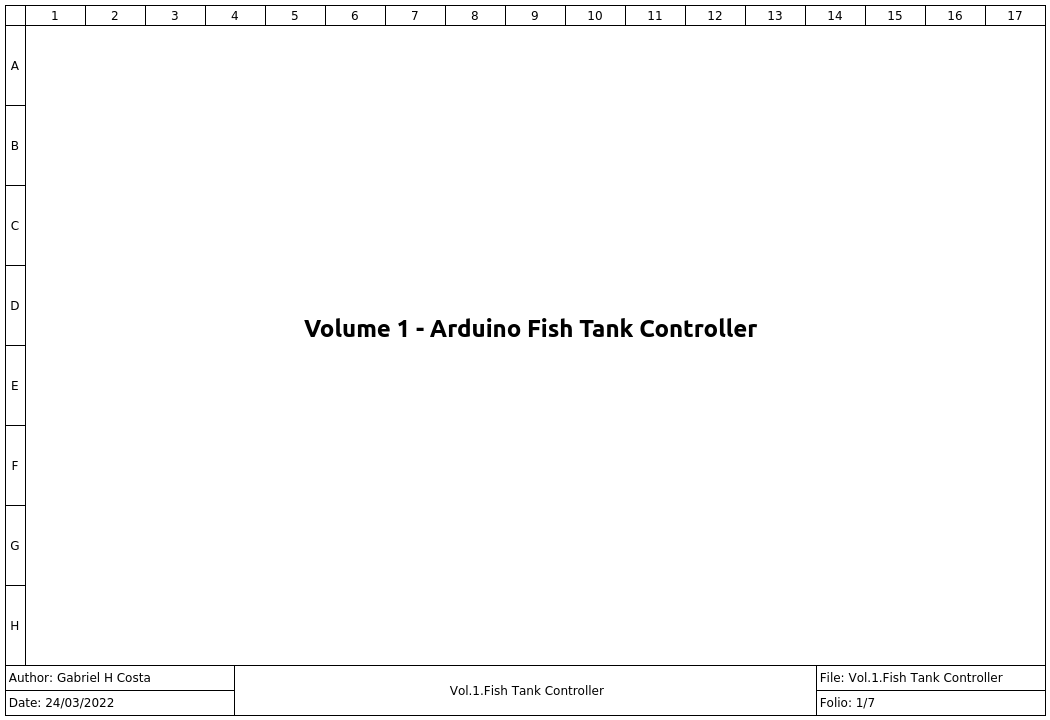 1 2 3 4 5 6 7 8 9 10 11 12 13 14 15 16 17
A
B
C
D
Volume 1 - Arduino Fish Tank Controller
E
F
G
H
Author: Gabriel H Costa
Date: 24/03/2022
Vol.1.Fish Tank Controller
File: Vol.1.Fish Tank Controller
Folio: 1/7